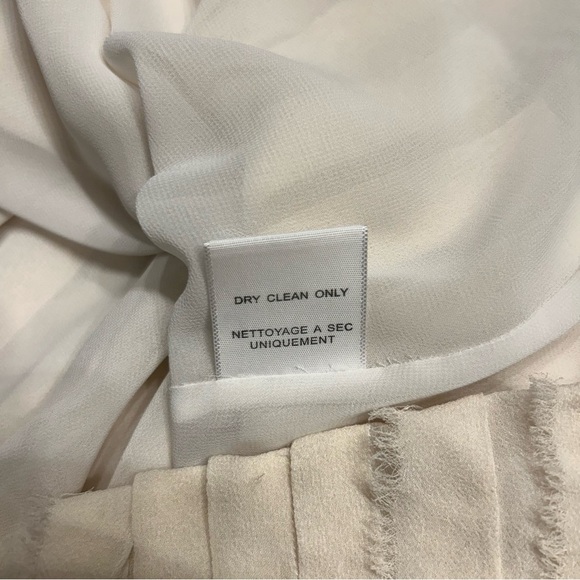 DRY CLEAN ONLY
NETTOYAGE A SEC
UNIQUEMENT